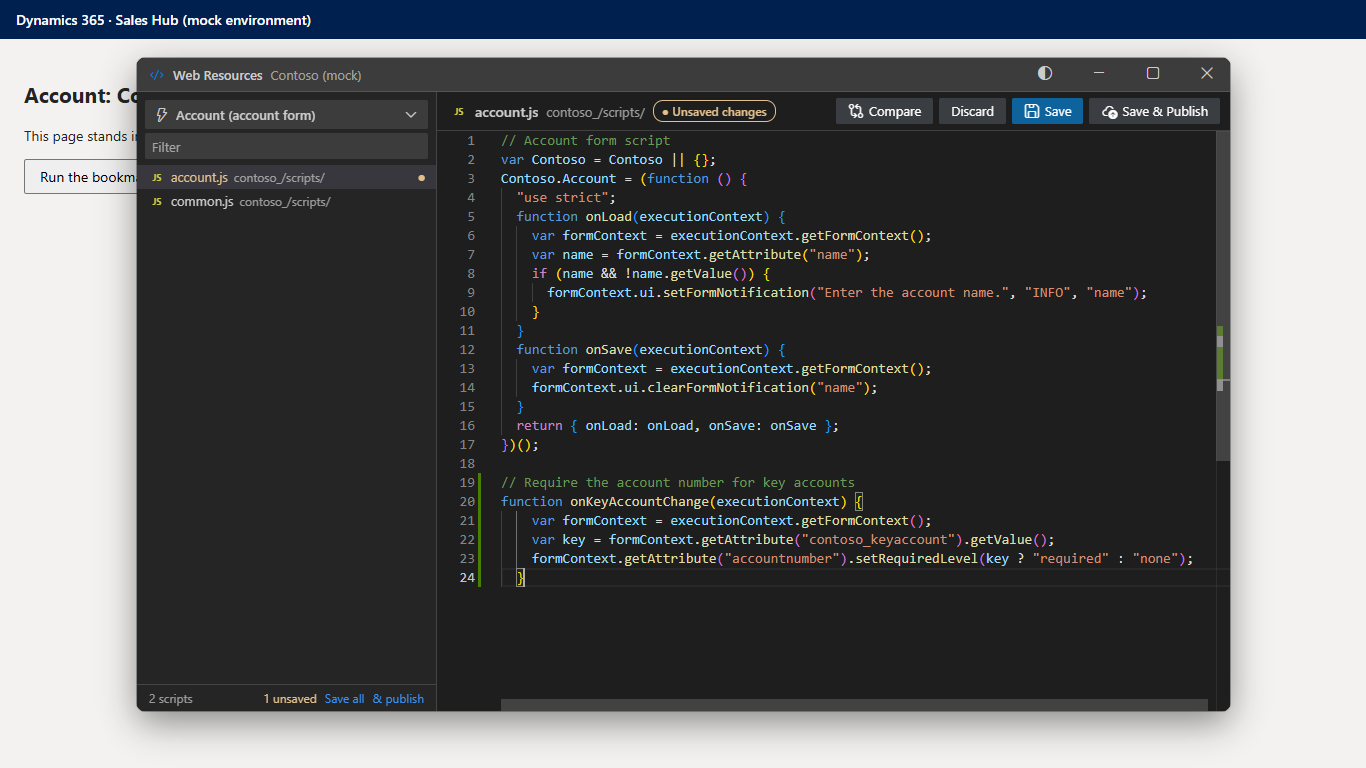 Dynamics 365 · Sales Hub (mock environment)
Account: Co
This page stands in
Run the bookma
Web Resources Contoso (mock)
Account (account form)
Filter
JS account.js contoso_/scripts/
JS common.js contoso_/scripts/
2 scripts 1 unsaved Save all & publish
JS account.js contoso_/scripts/ • Unsaved changes Compare Discard Save Save & Publish
1 // Account form script
2 var Contoso = Contoso || {};
3 Contoso.Account = (function () {
4 "use strict";
5 function onLoad(executionContext) {
6 var formContext = executionContext.getFormContext();
7 var name = formContext.getAttribute("name");
8 if (name && !name.getValue()) {
9 formContext.ui.setFormNotification("Enter the account name.", "INFO", "name");
10 }
11 }
12 function onSave(executionContext) {
13 var formContext = executionContext.getFormContext();
14 formContext.ui.clearFormNotification("name");
15 }
16 return { onLoad: onLoad, onSave: onSave };
17 })();
18
19 // Require the account number for key accounts
20 function onKeyAccountChange(executionContext) {
21 var formContext = executionContext.getFormContext();
22 var key = formContext.getAttribute("contoso_keyaccount").getValue();
23 formContext.getAttribute("accountnumber").setRequiredLevel(key ? "required" : "none");
24 }